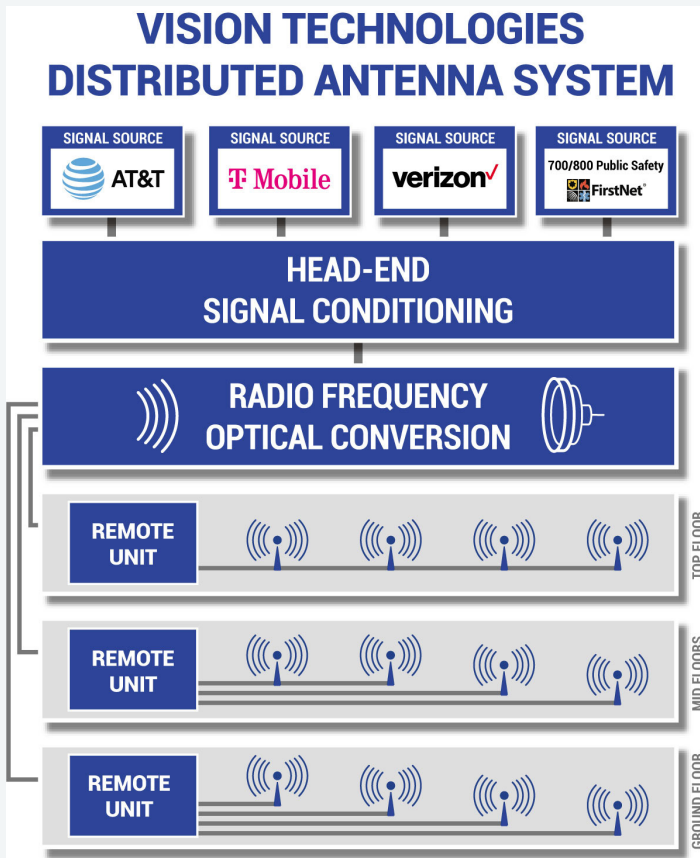 VISION TECHNOLOGIES
DISTRIBUTED ANTENNA SYSTEM
SIGNAL SOURCE
AT&T
SIGNAL SOURCE
T Mobile
SIGNAL SOURCE
verizon
SIGNAL SOURCE
700/800 Public Safety
FirstNet®
HEAD-END
SIGNAL CONDITIONING
RADIO FREQUENCY
OPTICAL CONVERSION
REMOTE
UNIT
TOP FLOOR
REMOTE
UNIT
MID FLOORS
REMOTE
UNIT
GROUND FLOOR